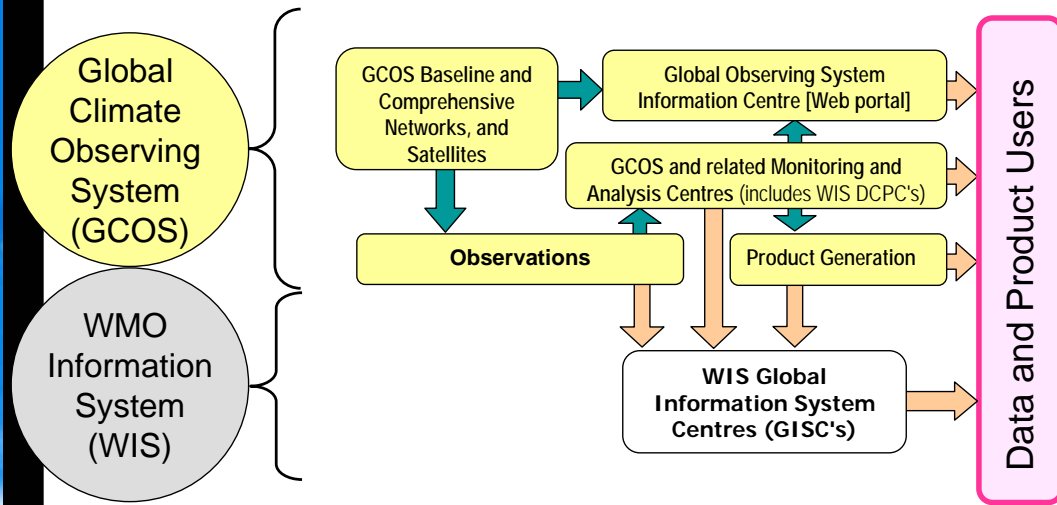 Global
Climate
Observing
System
(GCOS)
WMO
Information
System
(WIS)
GCOS Baseline and
Comprehensive
Networks, and
Satellites
Global Observing System
Information Centre [Web portal]
GCOS and related Monitoring and
Analysis Centres (includes WIS DCPC's)
Observations
Product Generation
WIS Global
Information System
Centres (GISC's)
Data and Product Users